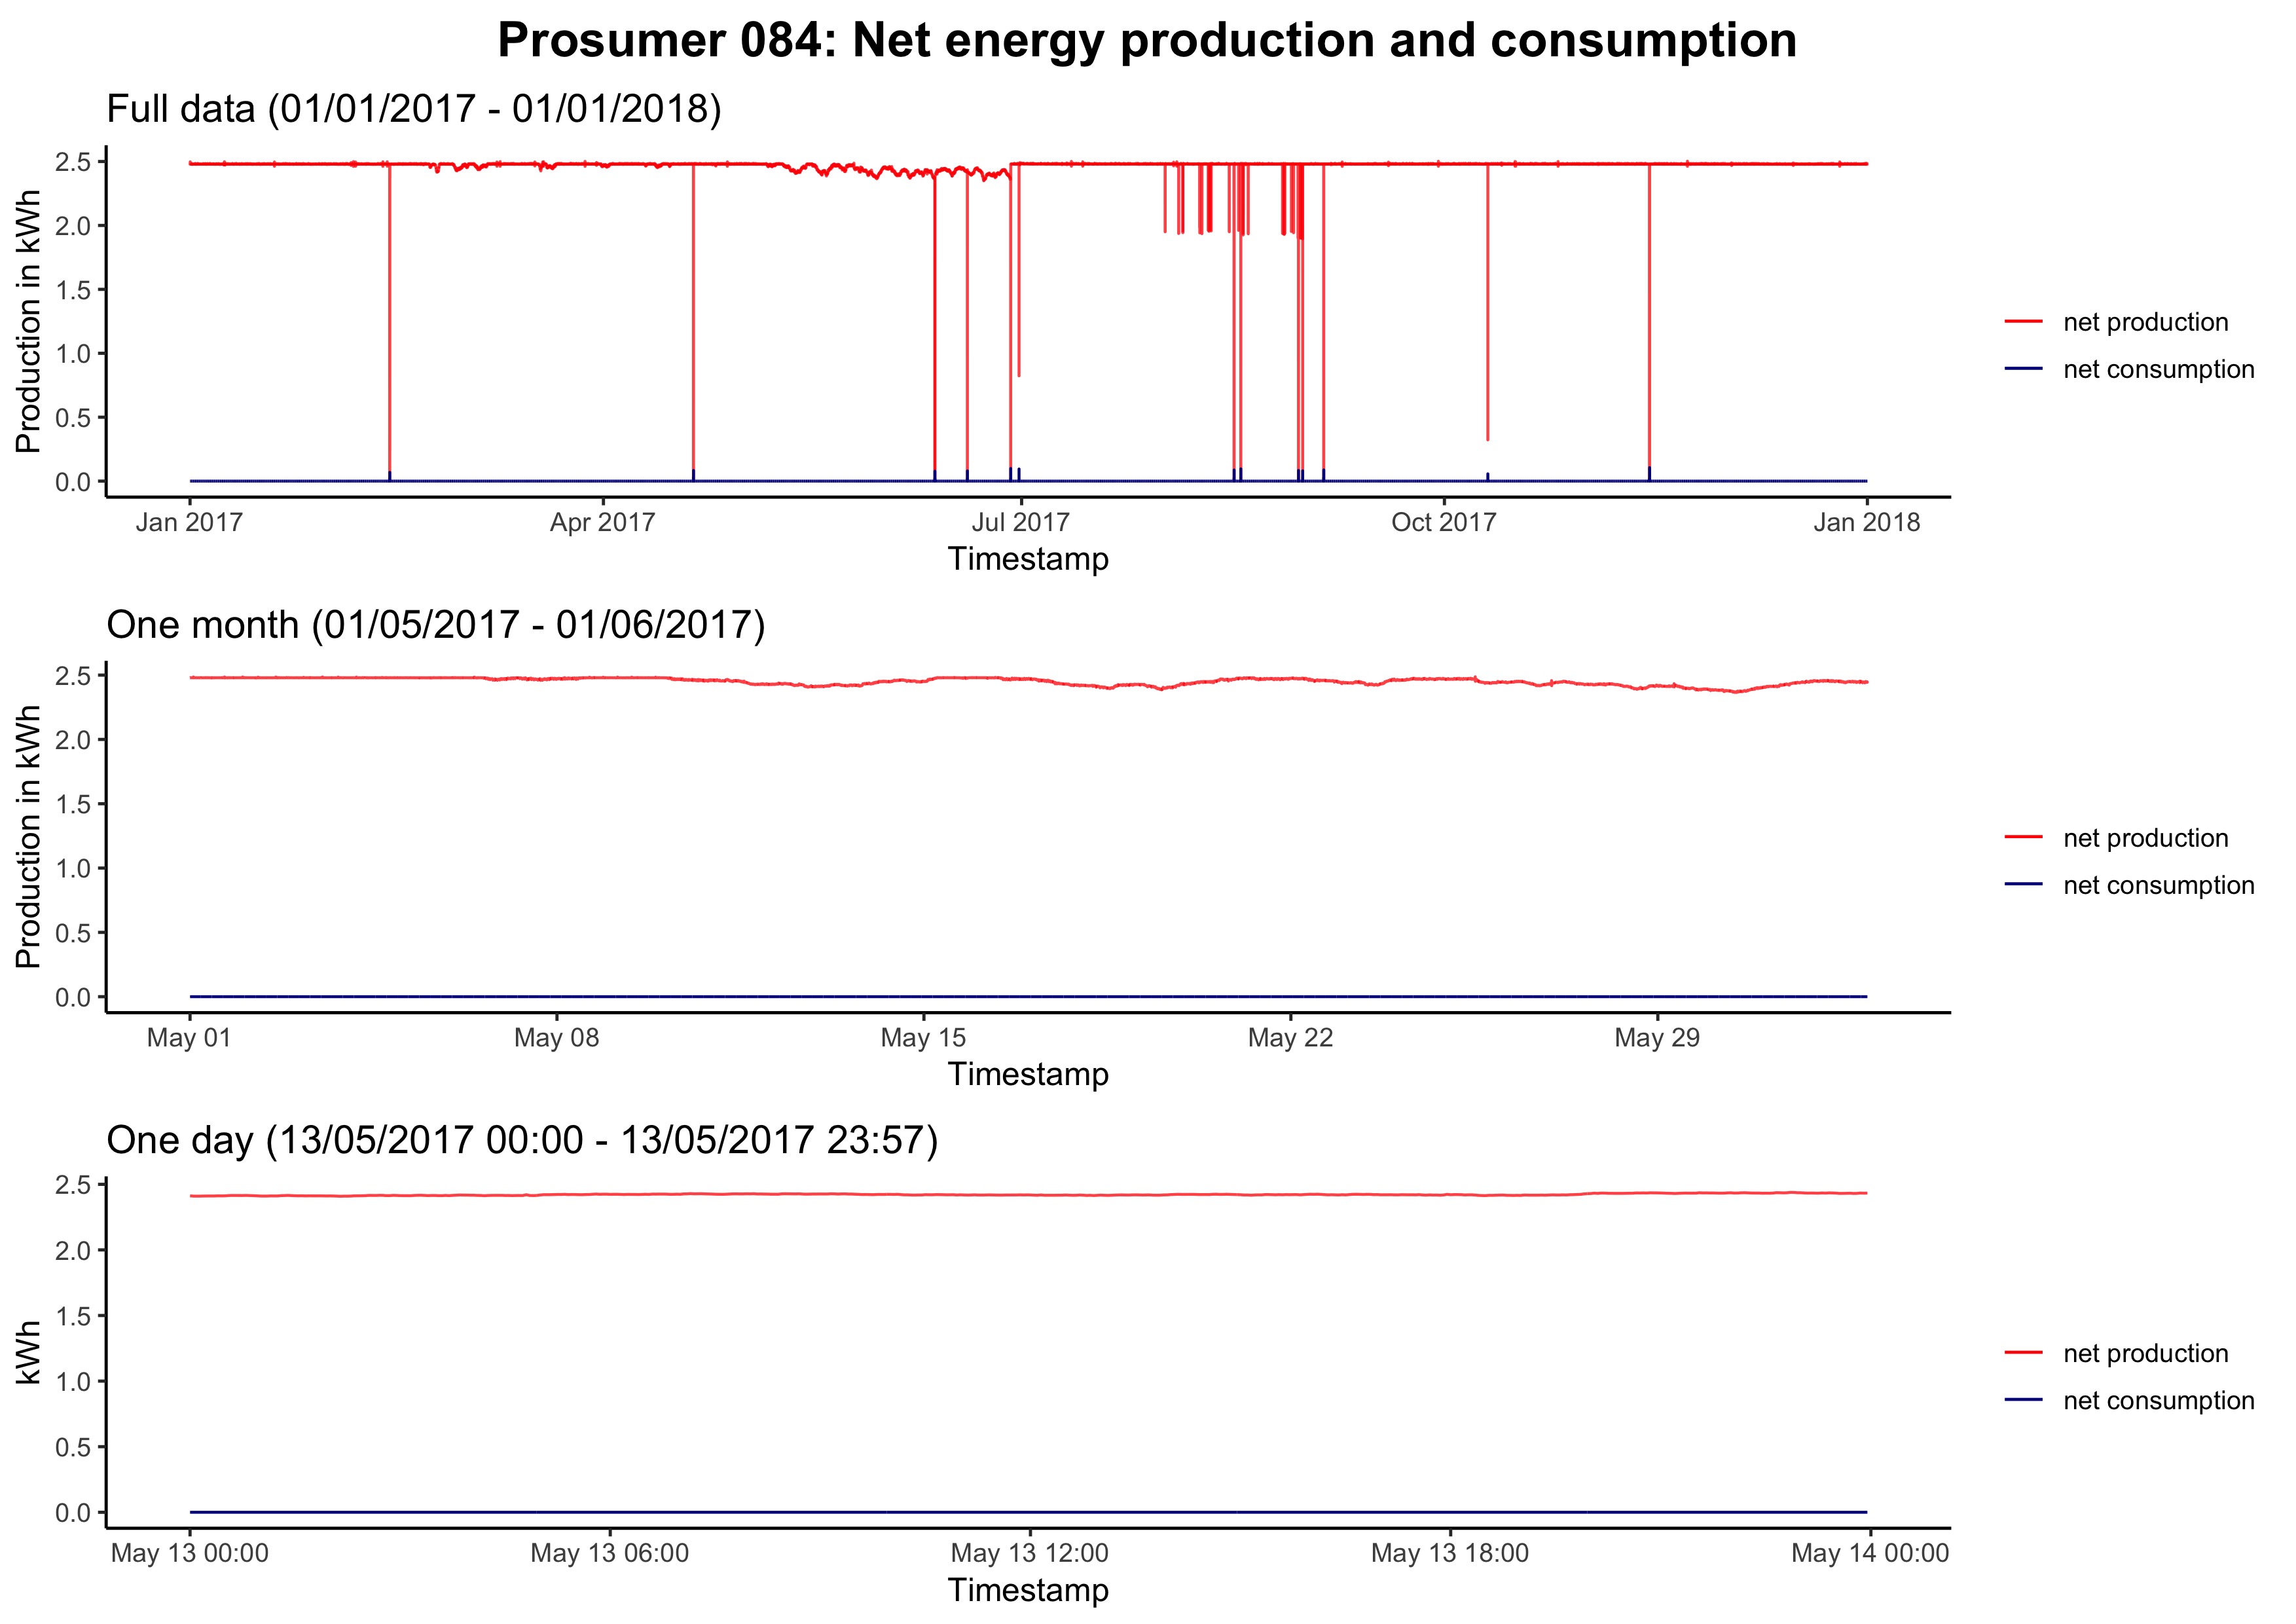 Prosumer 084: Net energy production and consumption
Full data (01/01/2017 - 01/01/2018)
Production in kWh
2.5
2.0
1.5
1.0
0.5
0.0
Jan 2017 Apr 2017 Jul 2017 Oct 2017 Jan 2018
Timestamp
net production
net consumption
One month (01/05/2017 - 01/06/2017)
Production in kWh
2.5
2.0
1.5
1.0
0.5
0.0
May 01 May 08 May 15 May 22 May 29
Timestamp
net production
net consumption
One day (13/05/2017 00:00 - 13/05/2017 23:57)
kWh
2.5
2.0
1.5
1.0
0.5
0.0
May 13 00:00 May 13 06:00 May 13 12:00 May 13 18:00 May 14 00:00
Timestamp
net production
net consumption